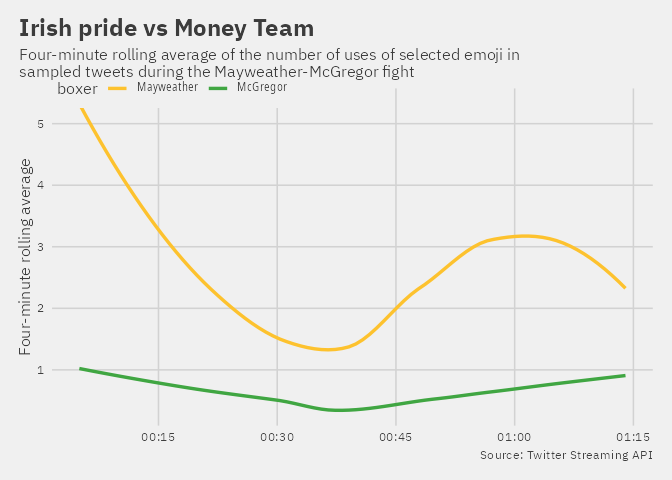 Irish pride vs Money Team
Four-minute rolling average of the number of uses of selected emoji in
sampled tweets during the Mayweather-McGregor fight
boxer Mayweather McGregor
Four-minute rolling average
5
4
3
2
1
00:15 00:30 00:45 01:00 01:15
Source: Twitter Streaming API